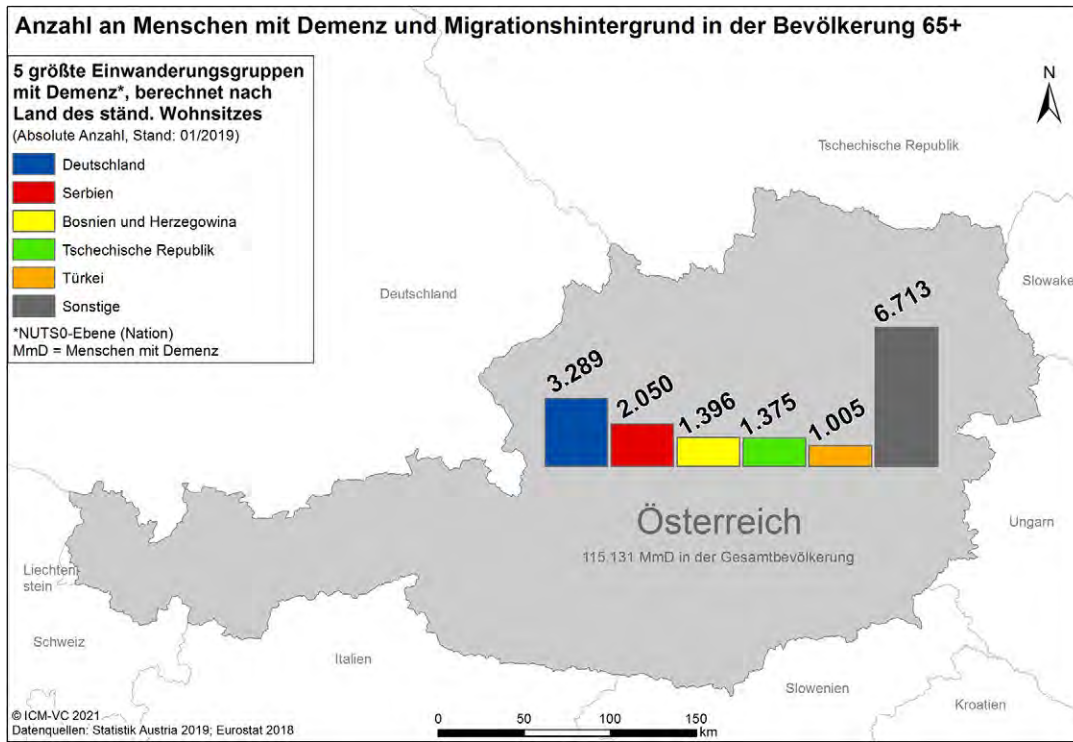 Anzahl an Menschen mit Demenz und Migrationshintergrund in der Bevölkerung 65+
5 größte Einwanderungsgruppen
mit Demenz*, berechnet nach
Land des ständ. Wohnsitzes
(Absolute Anzahl, Stand: 01/2019)
Deutschland
Serbien
Bosnien und Herzegowina
Tschechische Republik
Türkei
Sonstige
*NUTS0-Ebene (Nation)
MmD = Menschen mit Demenz
N
Tschechische Republik
Deutschland
Slowake
6.713
3.289
2.050
1.396
1.375
1.005
Österreich
115.131 MmD in der Gesamtbevölkerung
Ungarn
Liechten-
stein
Schweiz
Italien
Slowenien
Kroatien
© ICM-VC 2021
Datenquellen: Statistik Austria 2019; Eurostat 2018
0 50 100 150
km